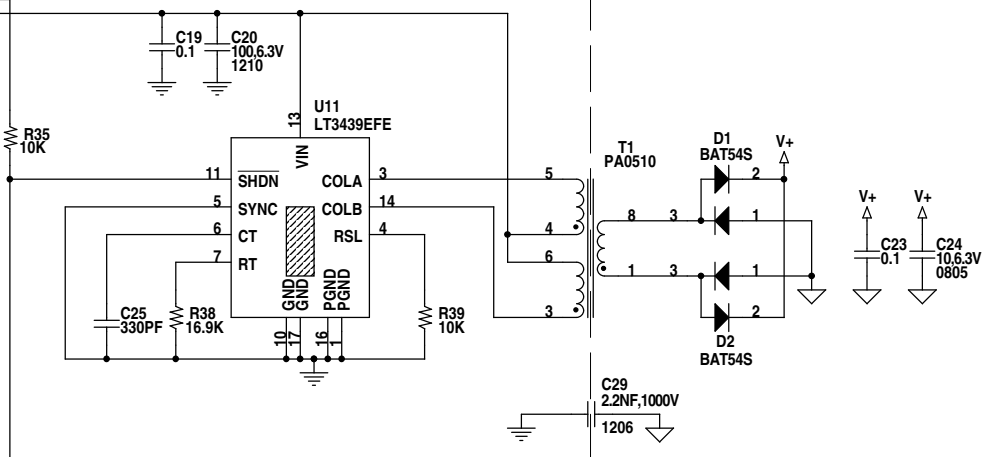 C19
0.1
C20
100,6.3V
1210
R35
10K
U11
LT3439EFE
13
VIN
11
SHDN
5
SYNC
6
CT
7
RT
COLA
3
COLB
14
RSL
4
GND
GND
PGND
PGND
10
17
16
1
C25
330PF
R38
16.9K
R39
10K
T1
PA0510
5
4
6
3
8
3
1
3
D1
BAT54S
2
1
1
2
D2
BAT54S
V+
V+
V+
C23
0.1
C24
10,6.3V
0805
C29
2.2NF,1000V
1206